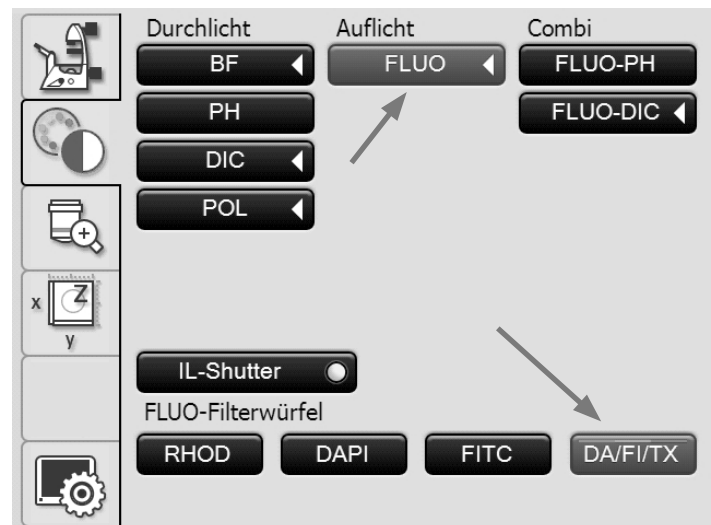 Durchlicht Auflicht Combi
BF FLUO FLUO-PH
PH FLUO-DIC
DIC
POL
x Z
y
IL-Shutter
FLUO-Filterwürfel
RHOD DAPI FITC DA/FI/TX